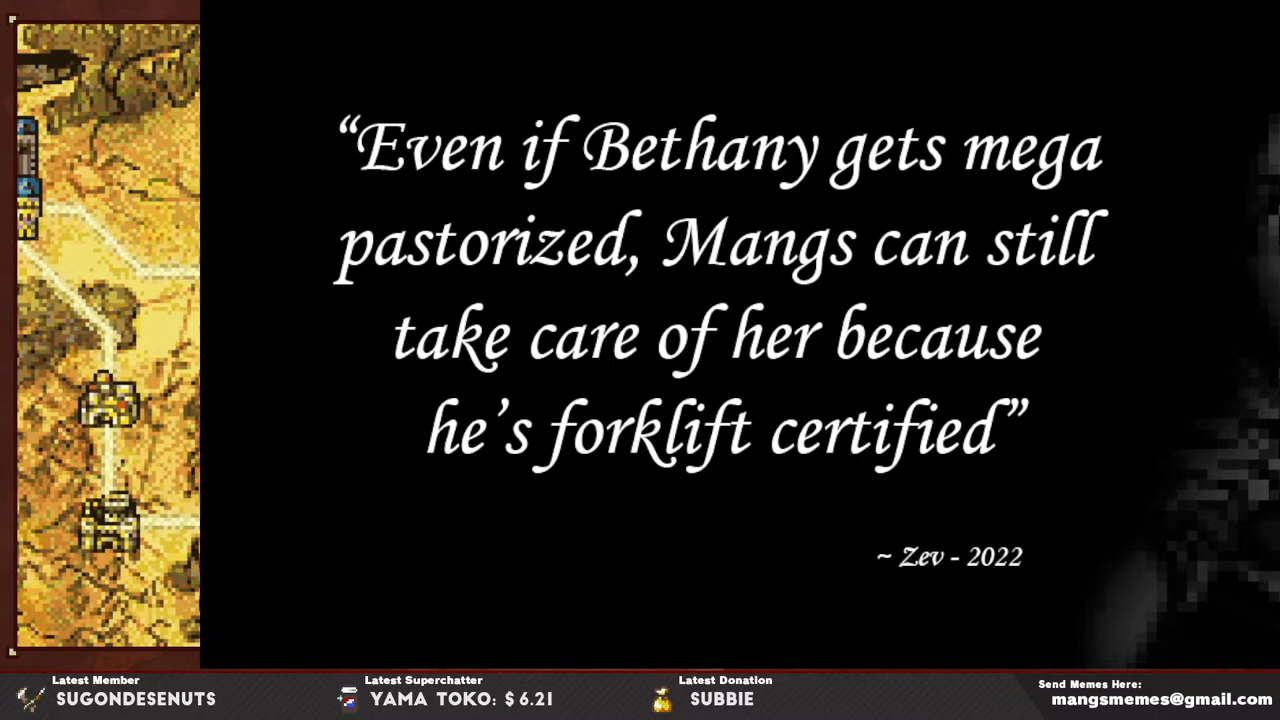 “Even if Bethany gets mega
pastorized, Mangs can still
take care of her because
he’s forklift certified”
~ Zev - 2022
Latest Member
SUGONDESENUTS
Latest Superchatter
YAMA TOKO: $6.21
Latest Donation
SUBBIE
Send Memes Here:
mangsmemes@gmail.com